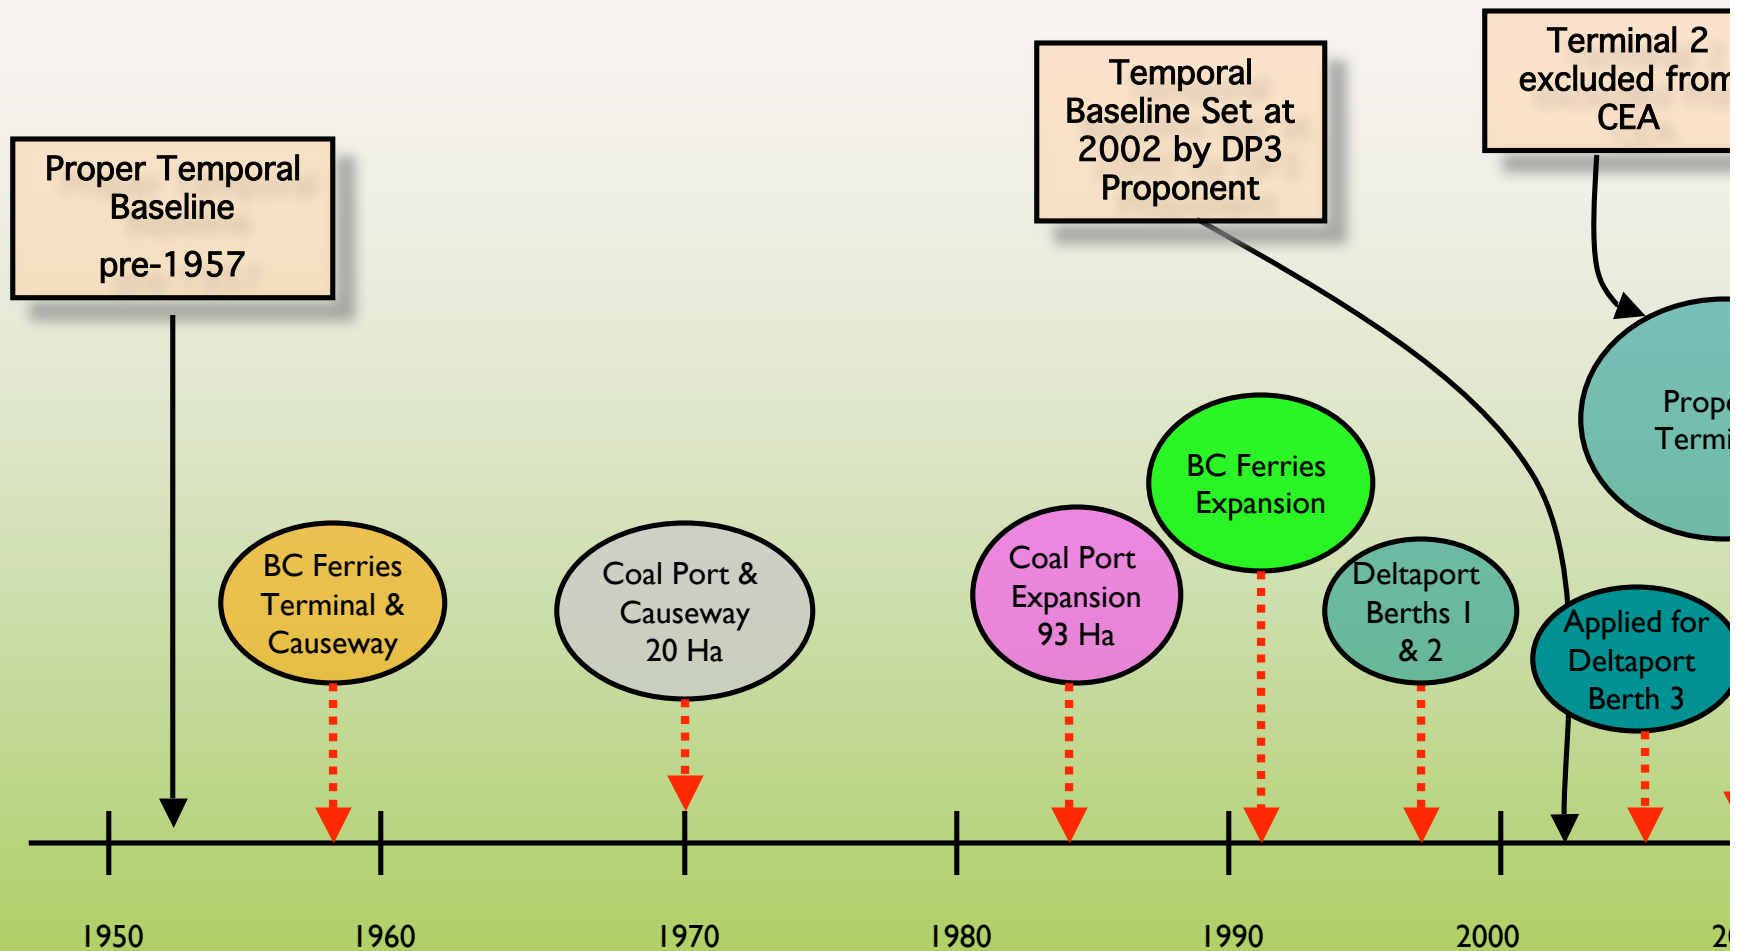 Terminal 2
excluded from
CEA
Temporal
Baseline Set at
2002 by DP3
Proponent
Proper Temporal
Baseline
pre-1957
BC Ferries
Expansion
Coal Port
Expansion
93 Ha
BC Ferries
Terminal &
Causeway
Coal Port &
Causeway
20 Ha
Deltaport
Berths 1
& 2
Applied for
Deltaport
Berth 3
1950
1960
1970
1980
1990
2000